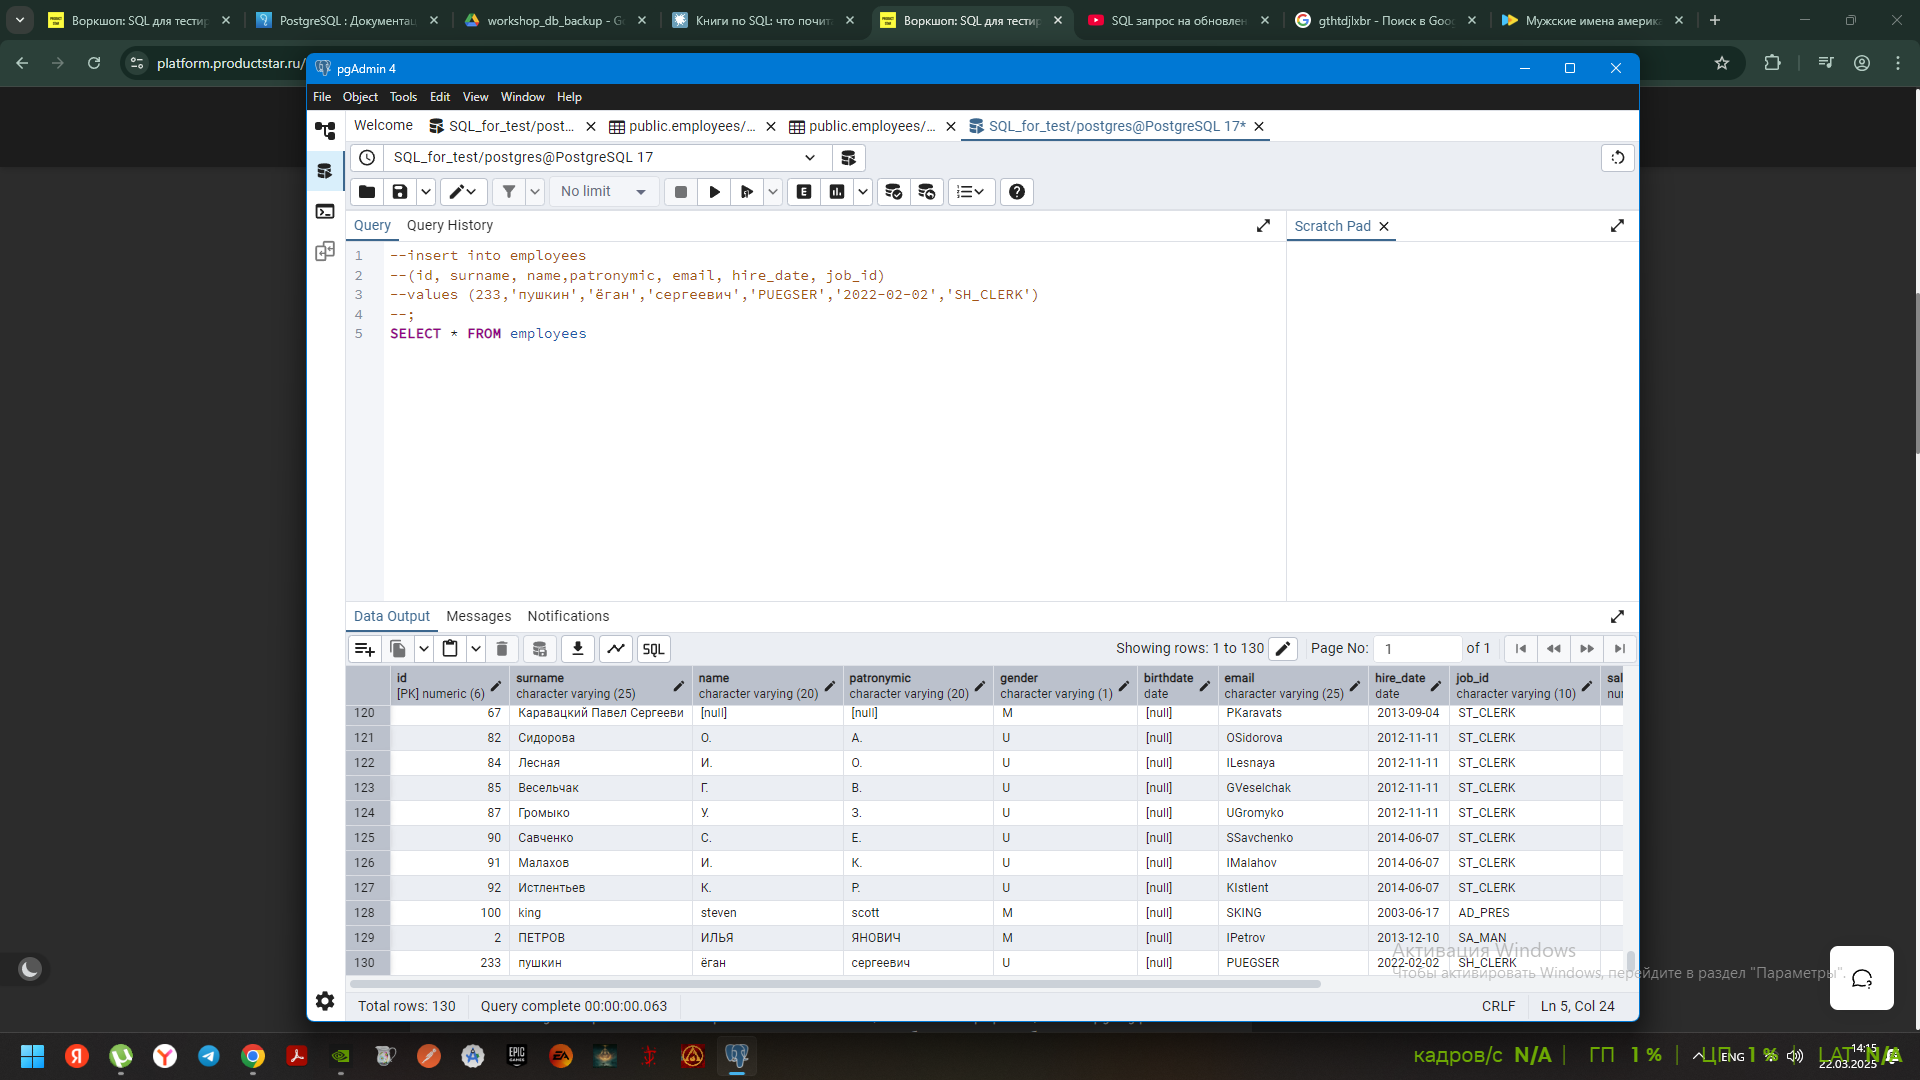 Воркшоп: SQL для тестир
PostgreSQL : Документац
workshop_db_backup - Go
Книги по SQL: что почита
Воркшоп: SQL для тестир
SQL запрос на обновлен
gthtdjlxbr - Поиск в Goo
Мужские имена америка
platform.productstar.ru/
pgAdmin 4
File Object Tools Edit View Window Help
Welcome SQL_for_test/post... public.employees/... public.employees/... SQL_for_test/postgres@PostgreSQL 17*
SQL_for_test/postgres@PostgreSQL 17
No limit
Query Query History
Scratch Pad
1 --insert into employees
2 --(id, surname, name,patronymic, email, hire_date, job_id)
3 --values (233,'пушкин','ёган','сергеевич','PUEGSER','2022-02-02','SH_CLERK')
4 --;
5 SELECT * FROM employees
Data Output Messages Notifications
SQL
Showing rows: 1 to 130 Page No: 1 of 1
id surname name patronymic gender birthdate email hire_date job_id sal
[PK] numeric (6) character varying (25) character varying (20) character varying (20) character varying (1) date character varying (25) date character varying (10) num
120 67 Каравацкий Павел Сергееви [null] [null] M [null] PKaravats 2013-09-04 ST_CLERK
121 82 Сидорова О. А. U [null] OSidorova 2012-11-11 ST_CLERK
122 84 Лесная И. О. U [null] ILesnaya 2012-11-11 ST_CLERK
123 85 Весельчак Г. В. U [null] GVeselchak 2012-11-11 ST_CLERK
124 87 Громыко У. З. U [null] UGromyko 2012-11-11 ST_CLERK
125 90 Савченко С. Е. U [null] SSavchenko 2014-06-07 ST_CLERK
126 91 Малахов И. К. U [null] IMalahov 2014-06-07 ST_CLERK
127 92 Истлентьев К. Р. U [null] KIstlent 2014-06-07 ST_CLERK
128 100 king steven scott M [null] SKING 2003-06-17 AD_PRES
129 2 ПЕТРОВ ИЛЬЯ ЯНОВИЧ M [null] IPetrov 2013-12-10 SA_MAN
130 233 пушкин ёган сергеевич U [null] PUEGSER 2022-02-02 SH_CLERK
Активация Windows
Чтобы активировать Windows, перейдите в раздел "Параметры".
Total rows: 130 Query complete 00:00:00.063 CRLF Ln 5, Col 24
EPIC GAMES
EA
кадров/с N/A ГП 1 % ЦП 1 % LAT N/A
ENG
14:15
22.03.2025